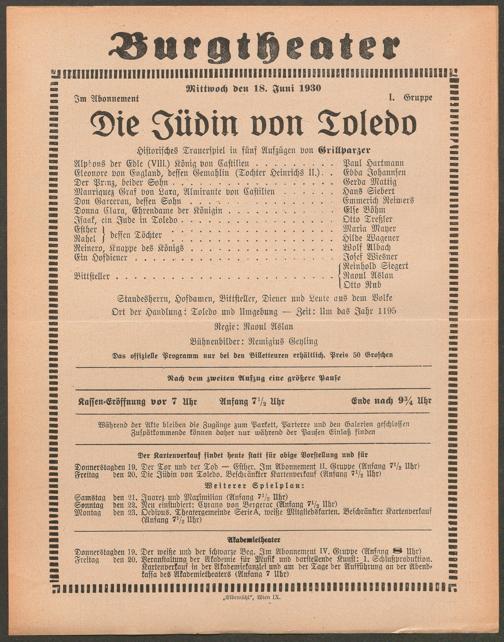 Burgtheater
Mittwoch den 18. Juni 1930
Im Abonnement I. Gruppe
Die Jüdin von Toledo
Historisches Trauerspiel in fünf Aufzügen von Grillparzer
Alphons der Edle (VIII.) König von Castilien . . . . . . . . . . Paul Hartmann
Eleonore von England, dessen Gemahlin (Tochter Heinrichs II.) . . Ebba Johannsen
Der Prinz, beider Sohn . . . . . . . . . . Gerda Mattig
Manriquez Graf von Lara, Almirante von Castilien . . . . . . . Hans Siebert
Don Garceran, dessen Sohn . . . . . . . . . . Emmerich Reimers
Donna Clara, Ehrendame der Königin . . . . . . . . . . Else Böhm
Isaak, ein Jude in Toledo . . . . . . . . . . Otto Treßler
Esther } dessen Töchter . . . . . . . . . . Maria Mayer
Rahel } Hilde Wagener
Reinero, Knappe des Königs . . . . . . . . . . Wolf Albach
Ein Hofdiener . . . . . . . . . . Josef Wiesner
Bittsteller . . . . . . . . . . { Reinhold Siegert
Raoul Aslan
Otto Rub
Standesherrn, Hofdamen, Bittsteller, Diener und Leute aus dem Volke
Ort der Handlung: Toledo und Umgebung — Zeit: Um das Jahr 1195
Regie: Raoul Aslan
Bühnenbilder: Remigius Geyling
Das offizielle Programm nur bei den Billetteuren erhältlich. Preis 50 Groschen
Nach dem zweiten Aufzug eine größere Pause
Kassen-Eröffnung vor 7 Uhr Anfang 7½ Uhr Ende nach 9¾ Uhr
Während der Akte bleiben die Zugänge zum Parkett, Parterre und den Galerien geschlossen
Zuspätkommende können daher nur während der Pausen Einlaß finden
Der Kartenverkauf findet heute statt für obige Vorstellung und für
Donnerstag den 19. Der Tor und der Tod — Esther. Im Abonnement II. Gruppe (Anfang 7½ Uhr)
Freitag den 20. Die Jüdin von Toledo. Beschränkter Kartenverkauf (Anfang 7½ Uhr)
Weiterer Spielplan:
Samstag den 21. Juarez und Maximilian (Anfang 7½ Uhr)
Sonntag den 22. Neu einstudiert: Cyrano von Bergerac (Anfang 7½ Uhr)
Montag den 23. Oedipus. Theatergemeinde Serie A, weiße Mitgliedskarten. Beschränkter Kartenverkauf
(Anfang 7½ Uhr)
Akademietheater
Donnerstag den 19. Der weiße und der schwarze Beg. Im Abonnement IV. Gruppe (Anfang 8 Uhr)
Freitag den 20. Veranstaltung der Akademie für Musik und darstellende Kunst: 1. Schlußproduktion.
Kartenverkauf in der Akademiekanzlei und am Tage der Aufführung an der Abend-
kassa des Akademietheaters (Anfang 7 Uhr)
„Elbemühl“, Wien IX.